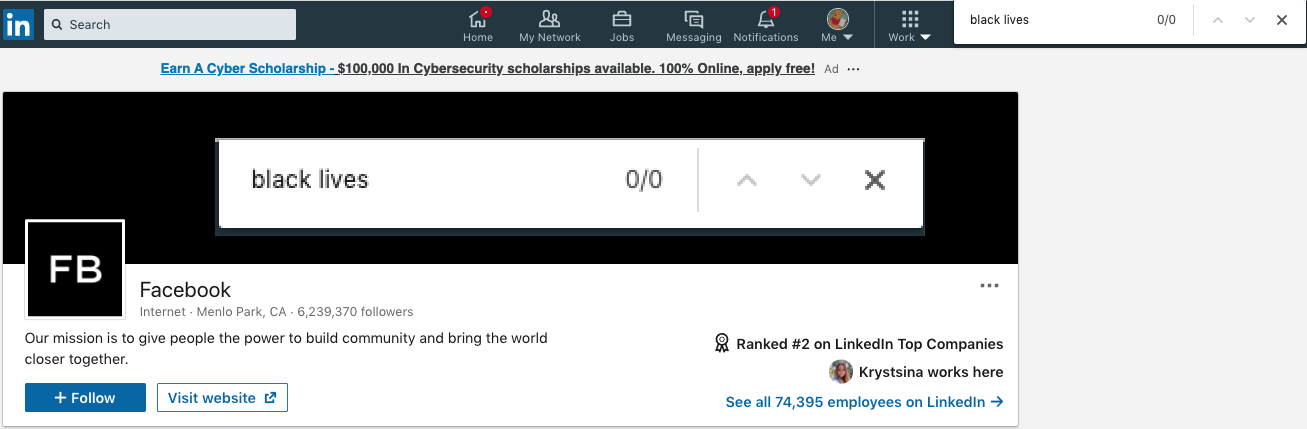 in Search Home My Network Jobs Messaging 1 Notifications Me Work black lives 0/0
Earn A Cyber Scholarship - $100,000 In Cybersecurity scholarships available. 100% Online, apply free! Ad ...
black lives 0/0
FB
Facebook
Internet · Menlo Park, CA · 6,239,370 followers
Our mission is to give people the power to build community and bring the world
closer together.
Ranked #2 on LinkedIn Top Companies
Krystsina works here
+ Follow Visit website
See all 74,395 employees on LinkedIn →